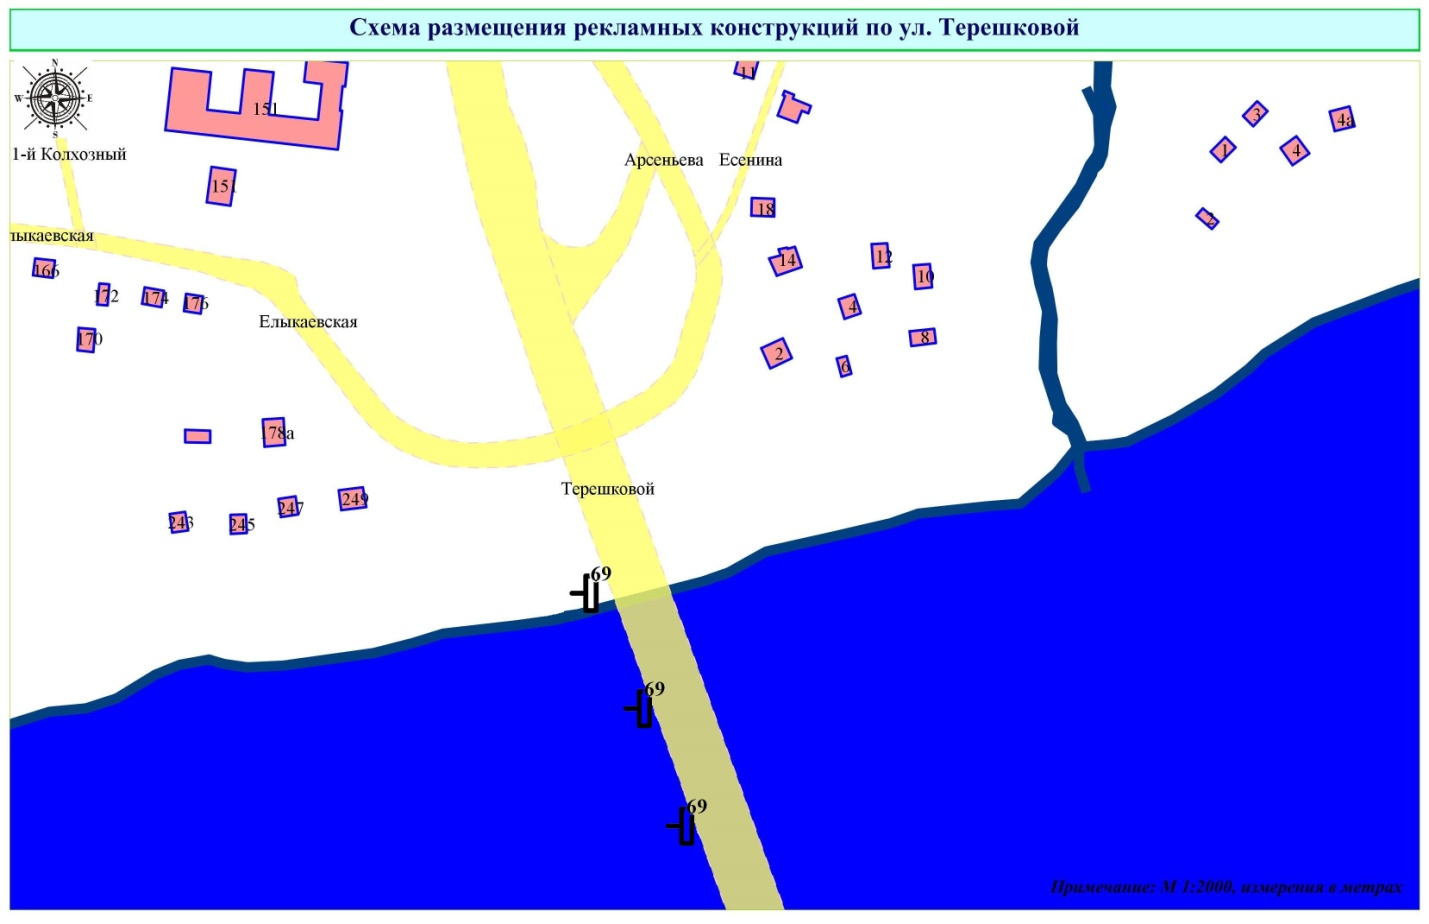 Схема размещения рекламных конструкций по ул. Терешковой
N
W E
S
11
151
3
4а
1-й Колхозный
Арсеньева
Есенина
1
4
151
18
2
лыкаевская
166
14
12
10
172
174
176
4
Елыкаевская
170
8
2
6
178а
Терешковой
249
247
243
245
69
69
69
Примечание: М 1:2000, измерения в метрах